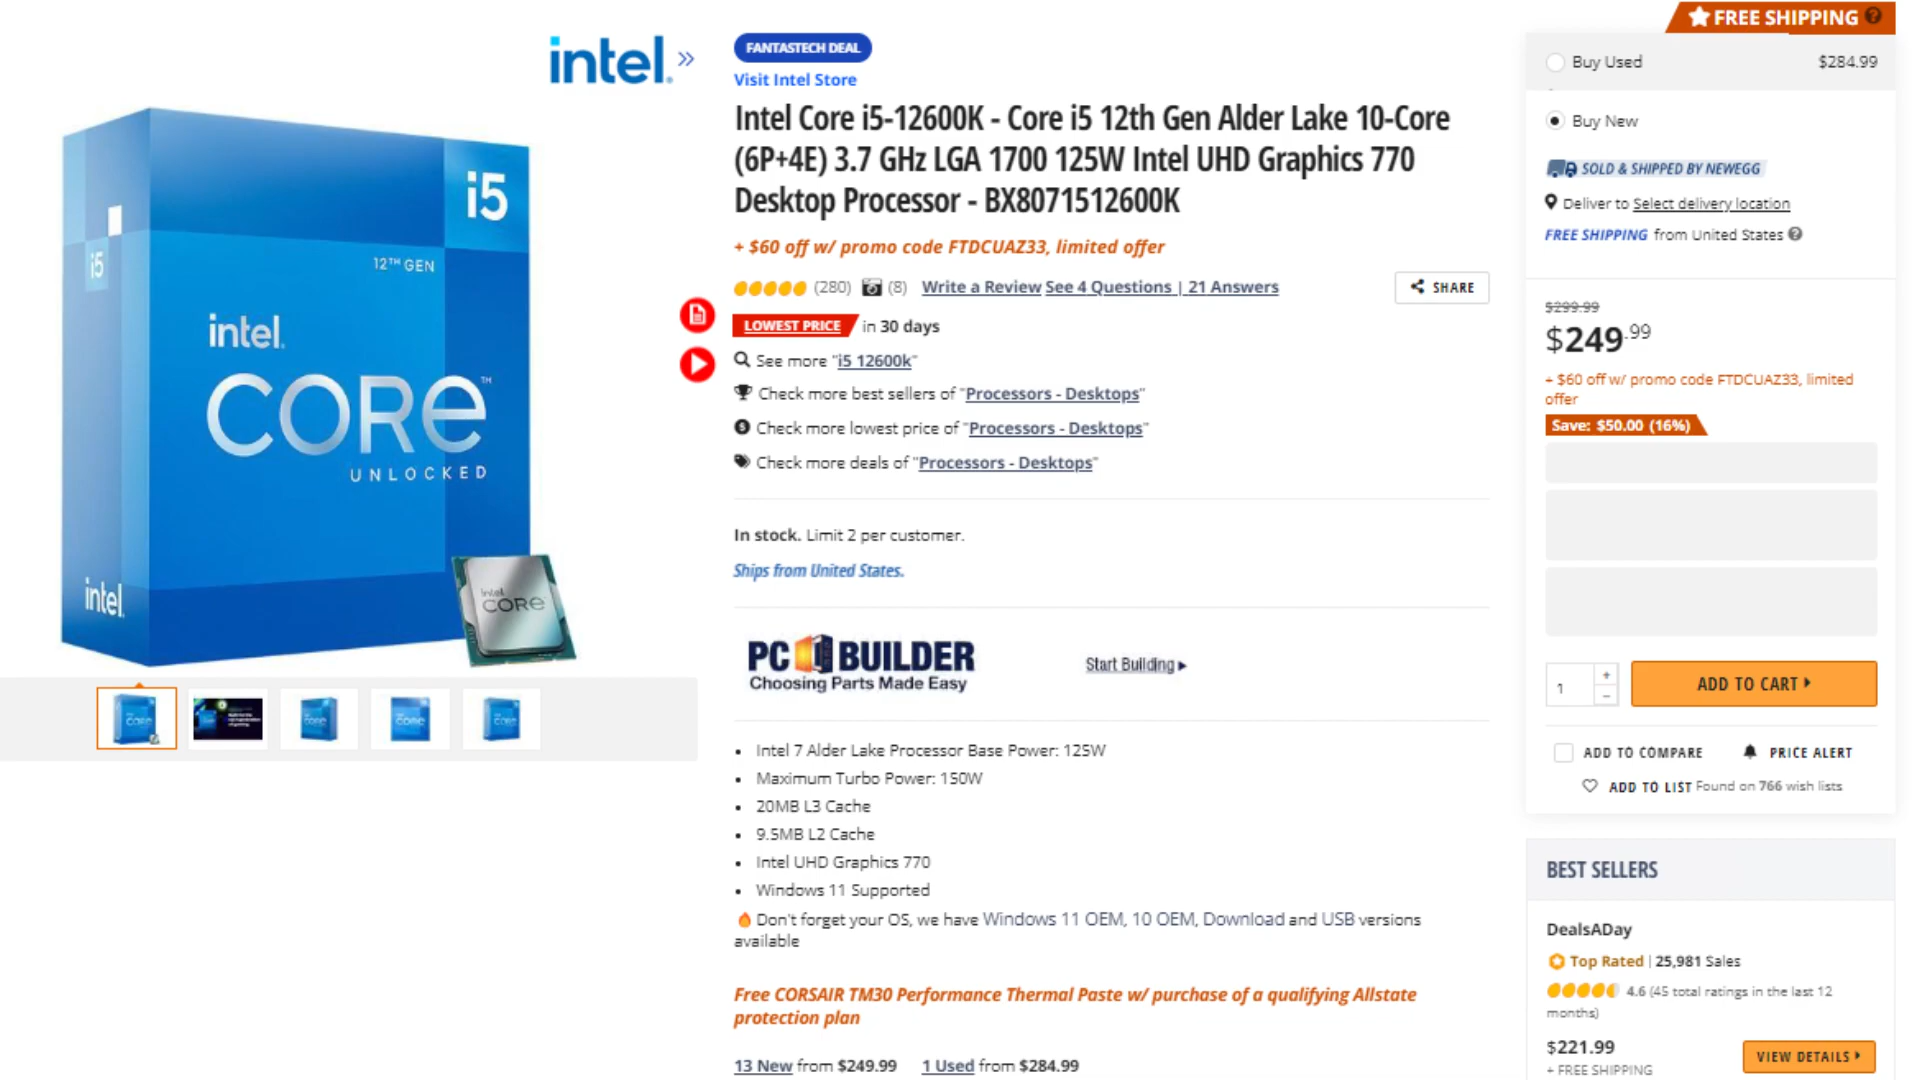 intel.
i5
i5
12TH GEN
intel.
CORE™
UNLOCKED
intel.
intel
CORE
FANTASTECH DEAL
Visit Intel Store
Intel Core i5-12600K - Core i5 12th Gen Alder Lake 10-Core
(6P+4E) 3.7 GHz LGA 1700 125W Intel UHD Graphics 770
Desktop Processor - BX8071512600K
+ $60 off w/ promo code FTDCUAZ33, limited offer
(280) (8) Write a Review See 4 Questions | 21 Answers
SHARE
LOWEST PRICE in 30 days
See more "i5 12600k"
Check more best sellers of "Processors - Desktops"
Check more lowest price of "Processors - Desktops"
Check more deals of "Processors - Desktops"
In stock. Limit 2 per customer.
Ships from United States.
PC BUILDER
Choosing Parts Made Easy
Start Building
• Intel 7 Alder Lake Processor Base Power: 125W
• Maximum Turbo Power: 150W
• 20MB L3 Cache
• 9.5MB L2 Cache
• Intel UHD Graphics 770
• Windows 11 Supported
Don't forget your OS, we have Windows 11 OEM, 10 OEM, Download and USB versions
available
Free CORSAIR TM30 Performance Thermal Paste w/ purchase of a qualifying Allstate
protection plan
13 New from $249.99 1 Used from $284.99
FREE SHIPPING ?
Buy Used $284.99
Buy New
SOLD & SHIPPED BY NEWEGG
Deliver to Select delivery location
FREE SHIPPING from United States ?
$299.99
$249.99
+ $60 off w/ promo code FTDCUAZ33, limited
offer
Save: $50.00 (16%)
1 + −
ADD TO CART
ADD TO COMPARE PRICE ALERT
ADD TO LIST Found on 766 wish lists
BEST SELLERS
DealsADay
Top Rated | 25,981 Sales
4.6 (45 total ratings in the last 12
months)
$221.99
+ FREE SHIPPING
VIEW DETAILS